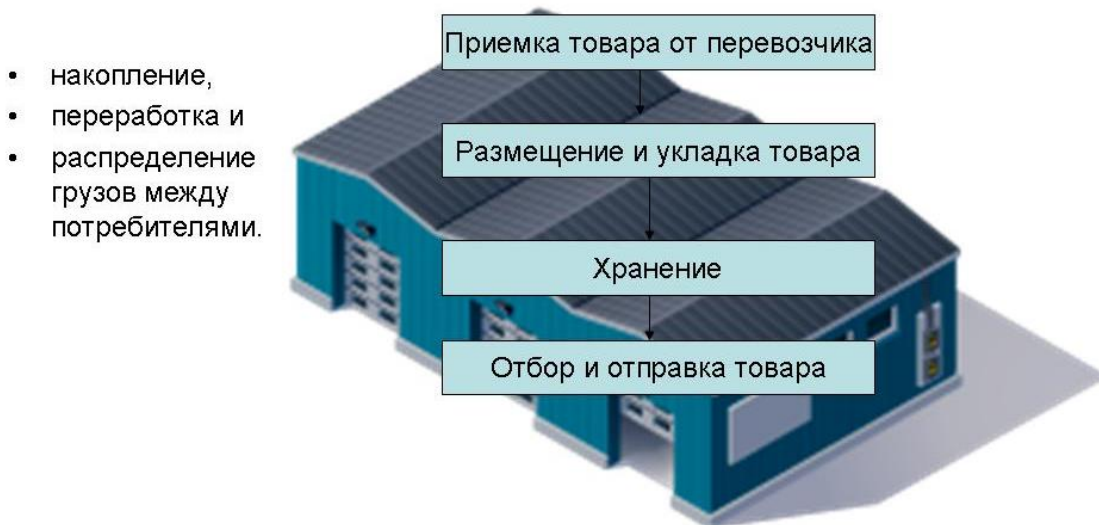 • накопление,
• переработка и
• распределение
грузов между
потребителями.
Приемка товара от перевозчика
Размещение и укладка товара
Хранение
Отбор и отправка товара